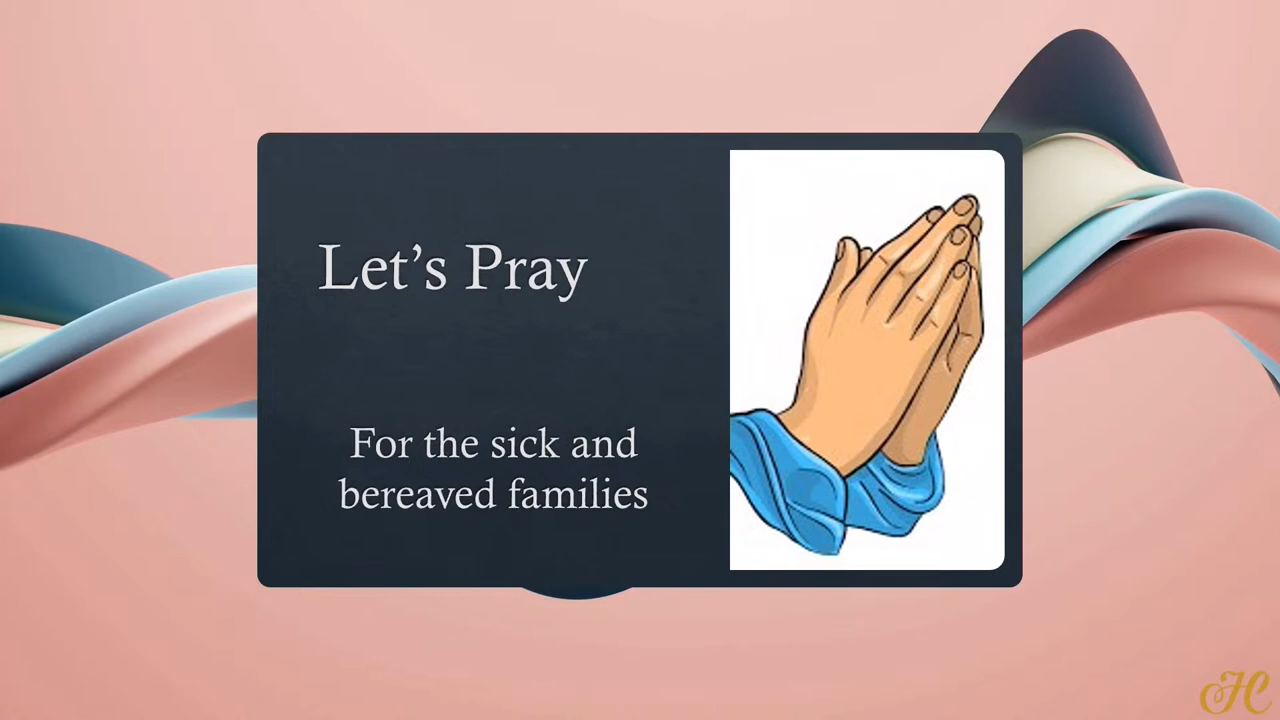 Let’s Pray
For the sick and
bereaved families